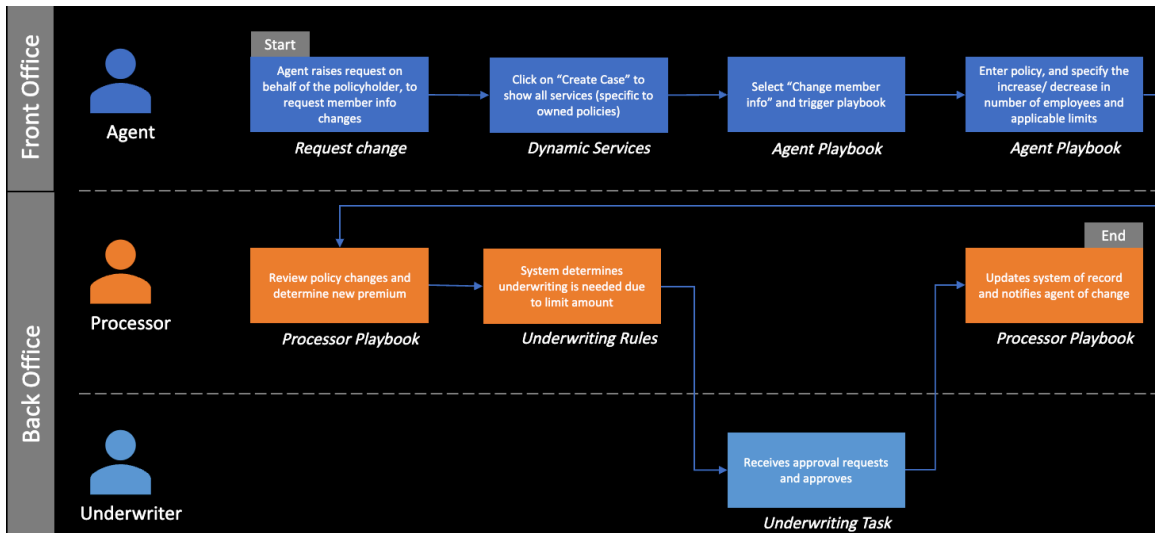 Front Office
Agent
Start
Agent raises request on
behalf of the policyholder, to
request member info
changes
Request change
Click on “Create Case” to
show all services (specific to
owned policies)
Dynamic Services
Select “Change member
info” and trigger playbook
Agent Playbook
Enter policy, and specify the
increase/ decrease in
number of employees and
applicable limits
Agent Playbook
Back Office
Processor
Review policy changes and
determine new premium
Processor Playbook
System determines
underwriting is needed due
to limit amount
Underwriting Rules
End
Updates system of record
and notifies agent of change
Processor Playbook
Underwriter
Receives approval requests
and approves
Underwriting Task